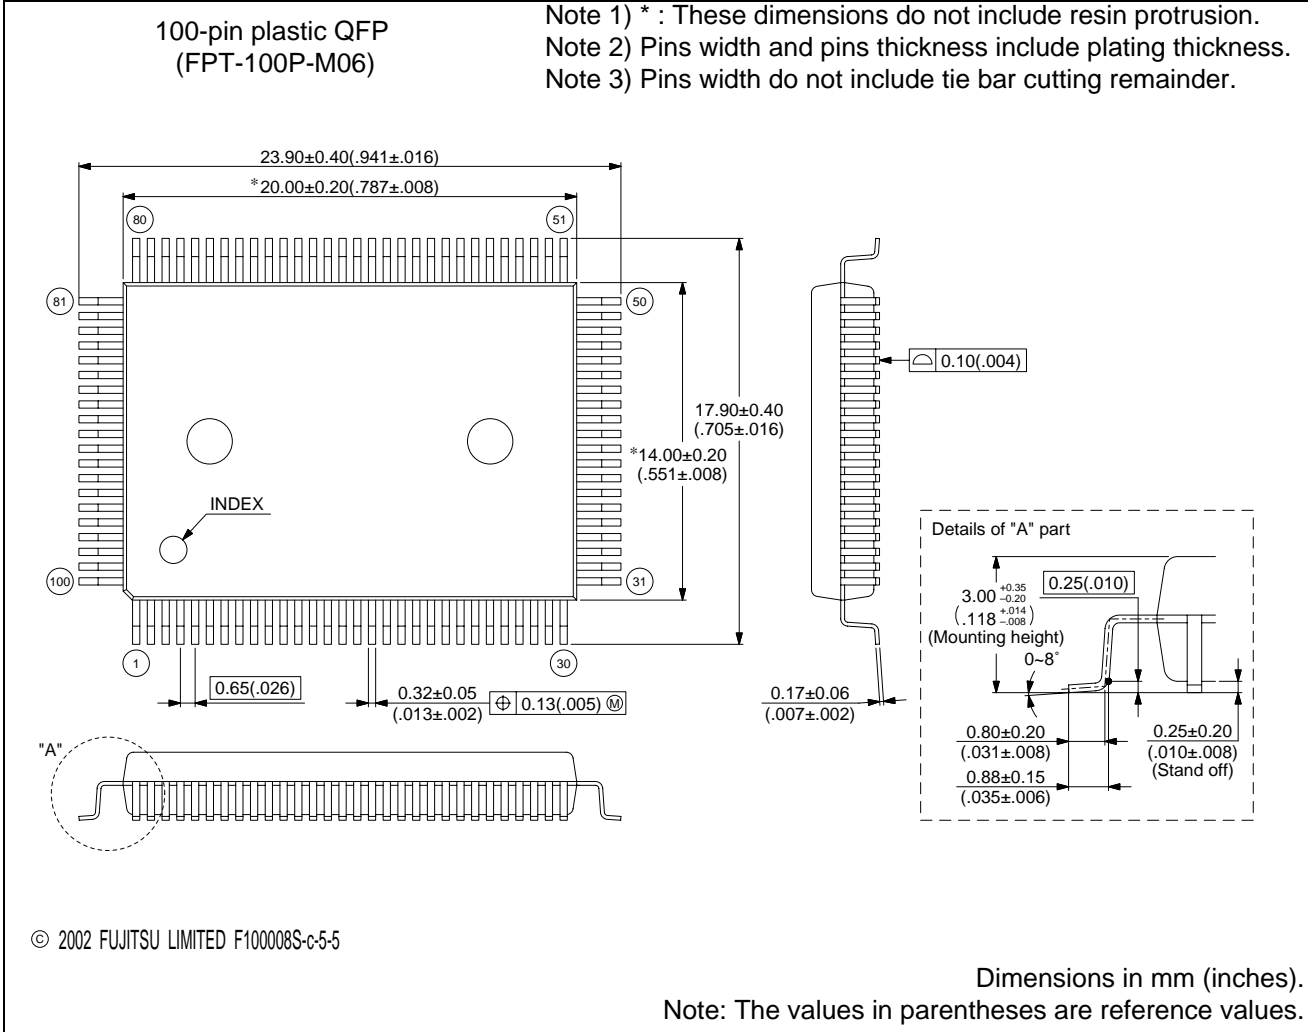 100-pin plastic QFP
(FPT-100P-M06)
Note 1) * : These dimensions do not include resin protrusion.
Note 2) Pins width and pins thickness include plating thickness.
Note 3) Pins width do not include tie bar cutting remainder.
23.90±0.40(.941±.016)
*20.00±0.20(.787±.008)
80
51
81
50
0.10(.004)
17.90±0.40
(.705±.016)
*14.00±0.20
(.551±.008)
INDEX
Details of "A" part
3.00 +0.35 –0.20
(.118 +.014 –.008)
(Mounting height)
0.25(.010)
0~8°
100
31
1
30
0.65(.026)
0.32±0.05
(.013±.002)
⌖ 0.13(.005) Ⓜ
0.17±0.06
(.007±.002)
0.80±0.20
(.031±.008)
0.88±0.15
(.035±.006)
0.25±0.20
(.010±.008)
(Stand off)
"A"
© 2002 FUJITSU LIMITED F100008S-c-5-5
Dimensions in mm (inches).
Note: The values in parentheses are reference values.